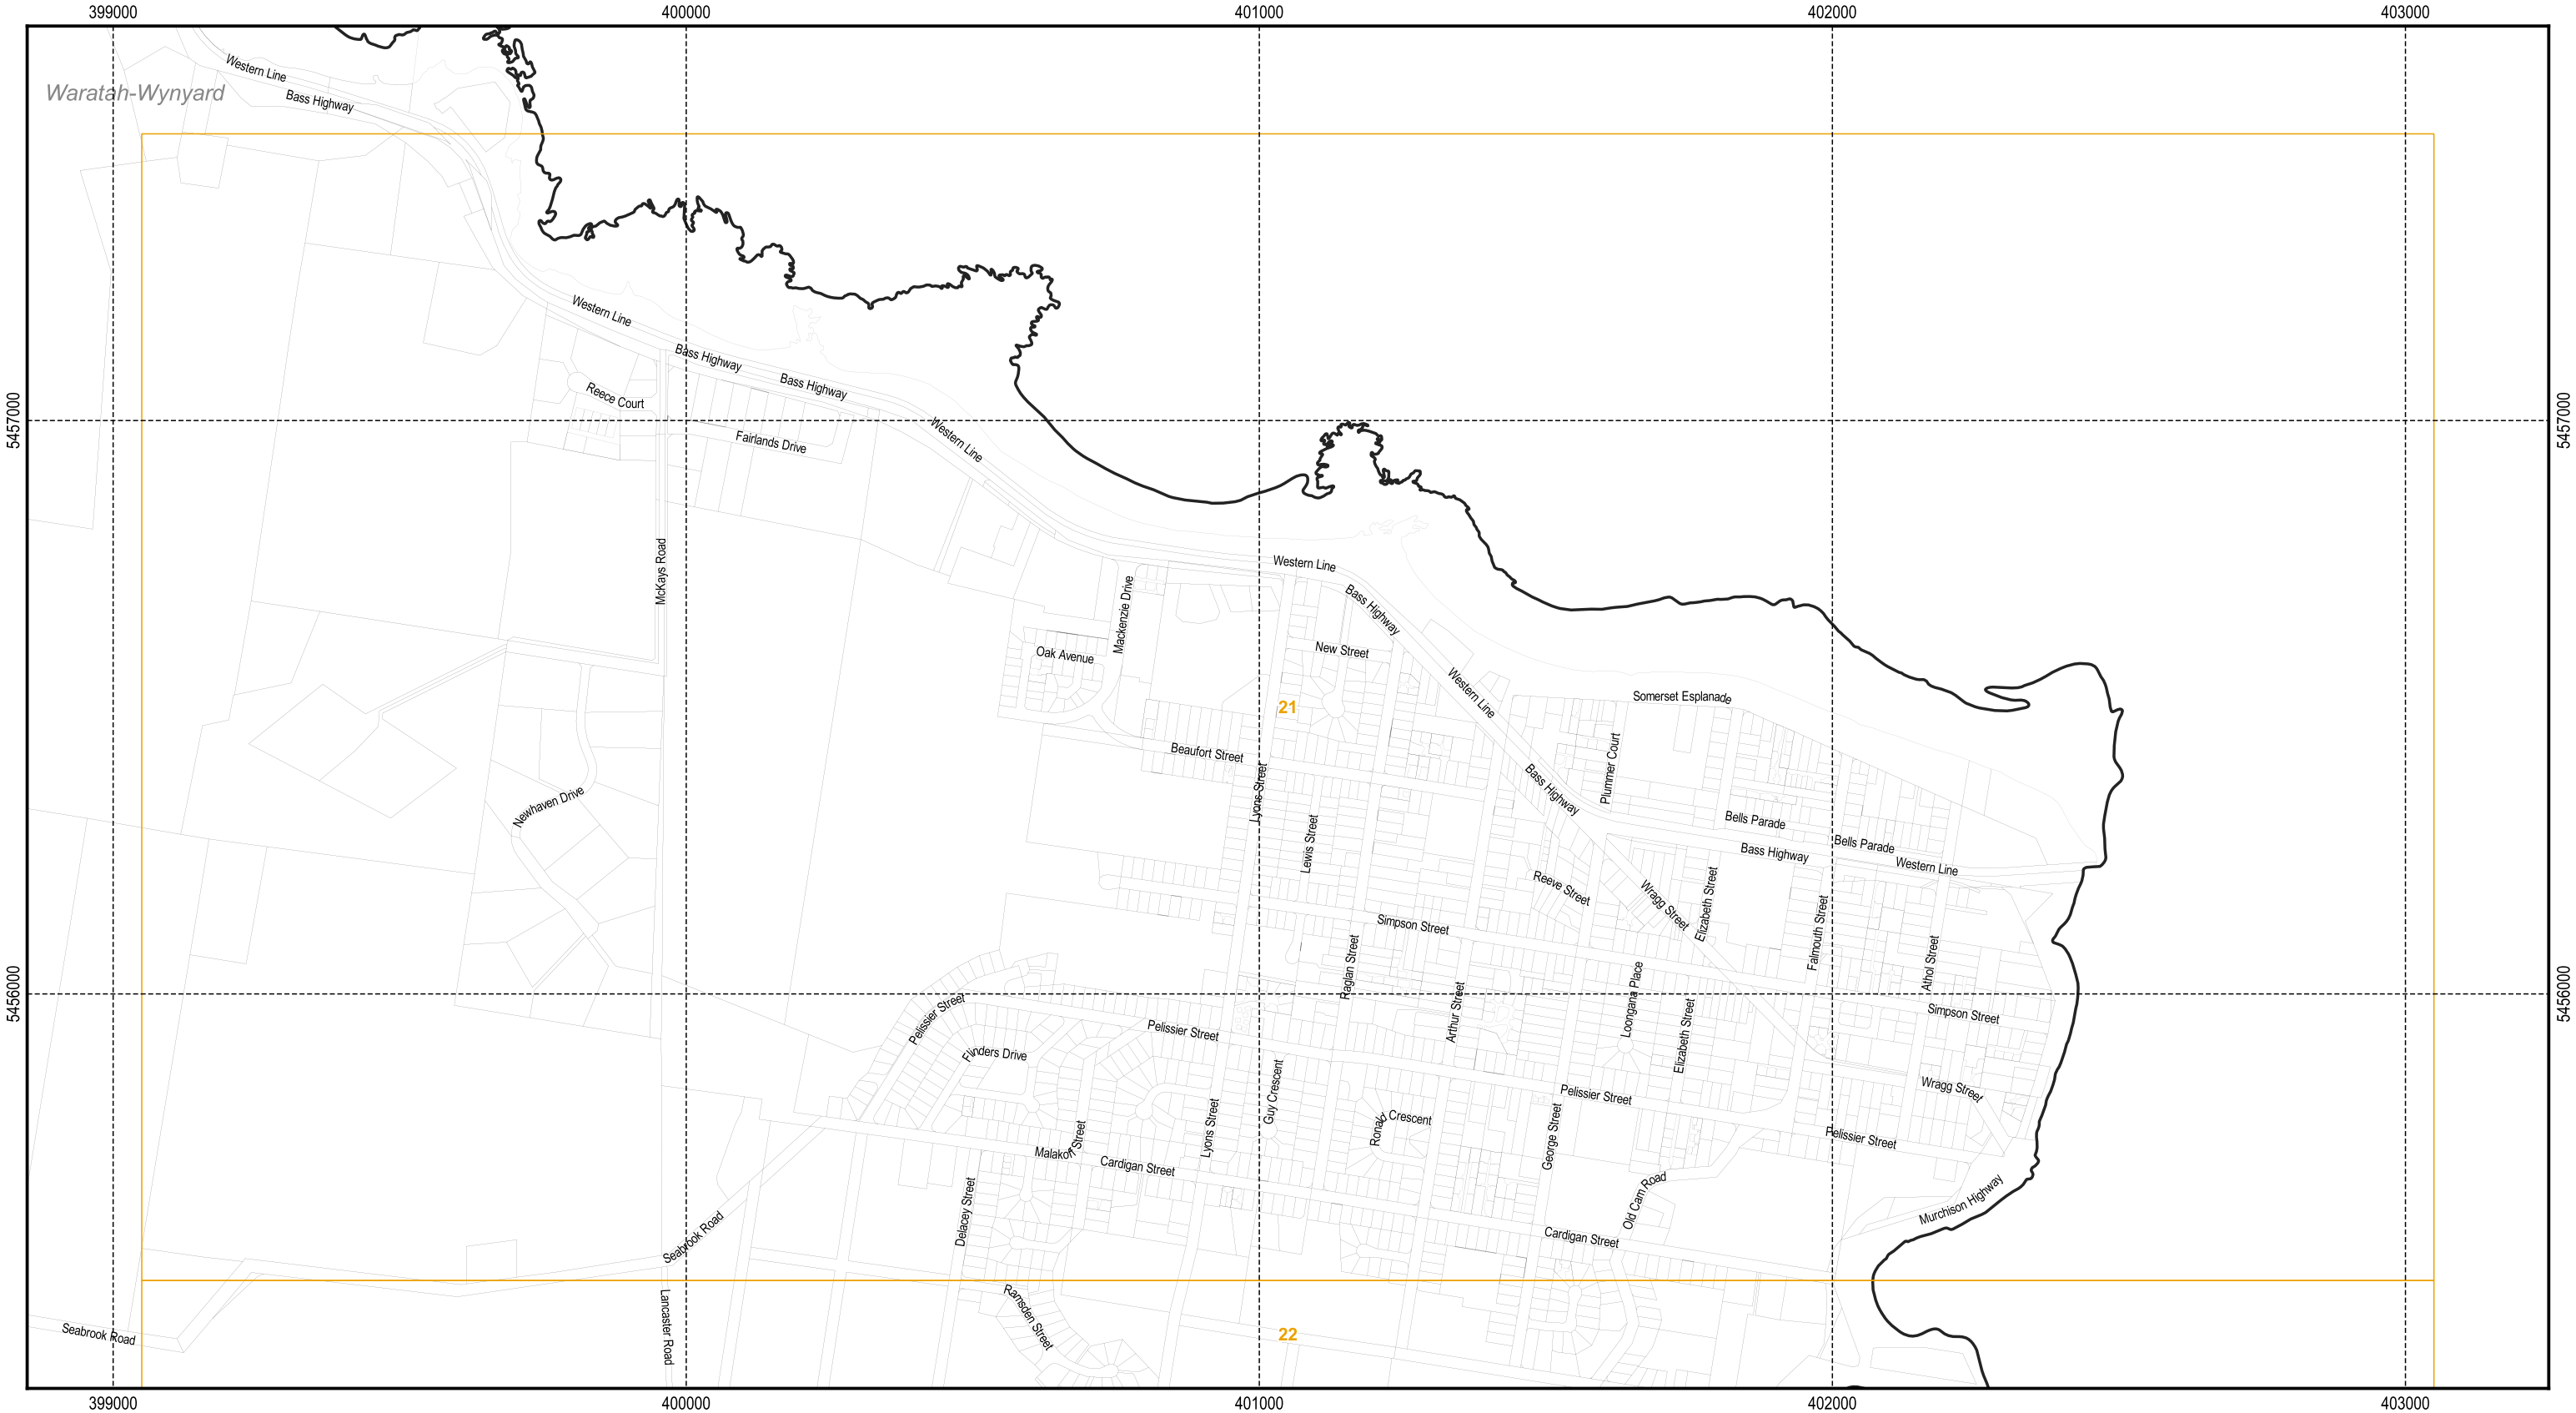 399000
400000
401000
402000
403000
Western Line
Waratah-Wynyard
Bass Highway
Western Line
Bass Highway
Bass Highway
Reece Court
5457000
5457000
Western Line
Fairlands Drive
McKays Road
Western Line
Mackenzie Drive
Bass Highway
New Street
Oak Avenue
Western Line
Somerset Esplanade
21
Beaufort Street
Plummer Court
Lyons Street
Bass Highway
Newhaven Drive
Bells Parade
Lewis Street
Bells Parade
Bass Highway
Western Line
Reeve Street
Wragg Street
Elizabeth Street
Simpson Street
Falmouth Street
Raglan Street
Athol Street
5456000
5456000
Loongana Place
Pelissier Street
Arthur Street
Simpson Street
Pelissier Street
Elizabeth Street
Flinders Drive
Guy Crescent
Pelissier Street
Wragg Street
Ronald Crescent
Lyons Street
George Street
Pelissier Street
Malakoff Street
Cardigan Street
Old Cam Road
Delacey Street
Murchison Highway
Seabrook Road
Cardigan Street
Ramsden Street
Lancaster Road
Seabrook Road
22
399000
400000
401000
402000
403000